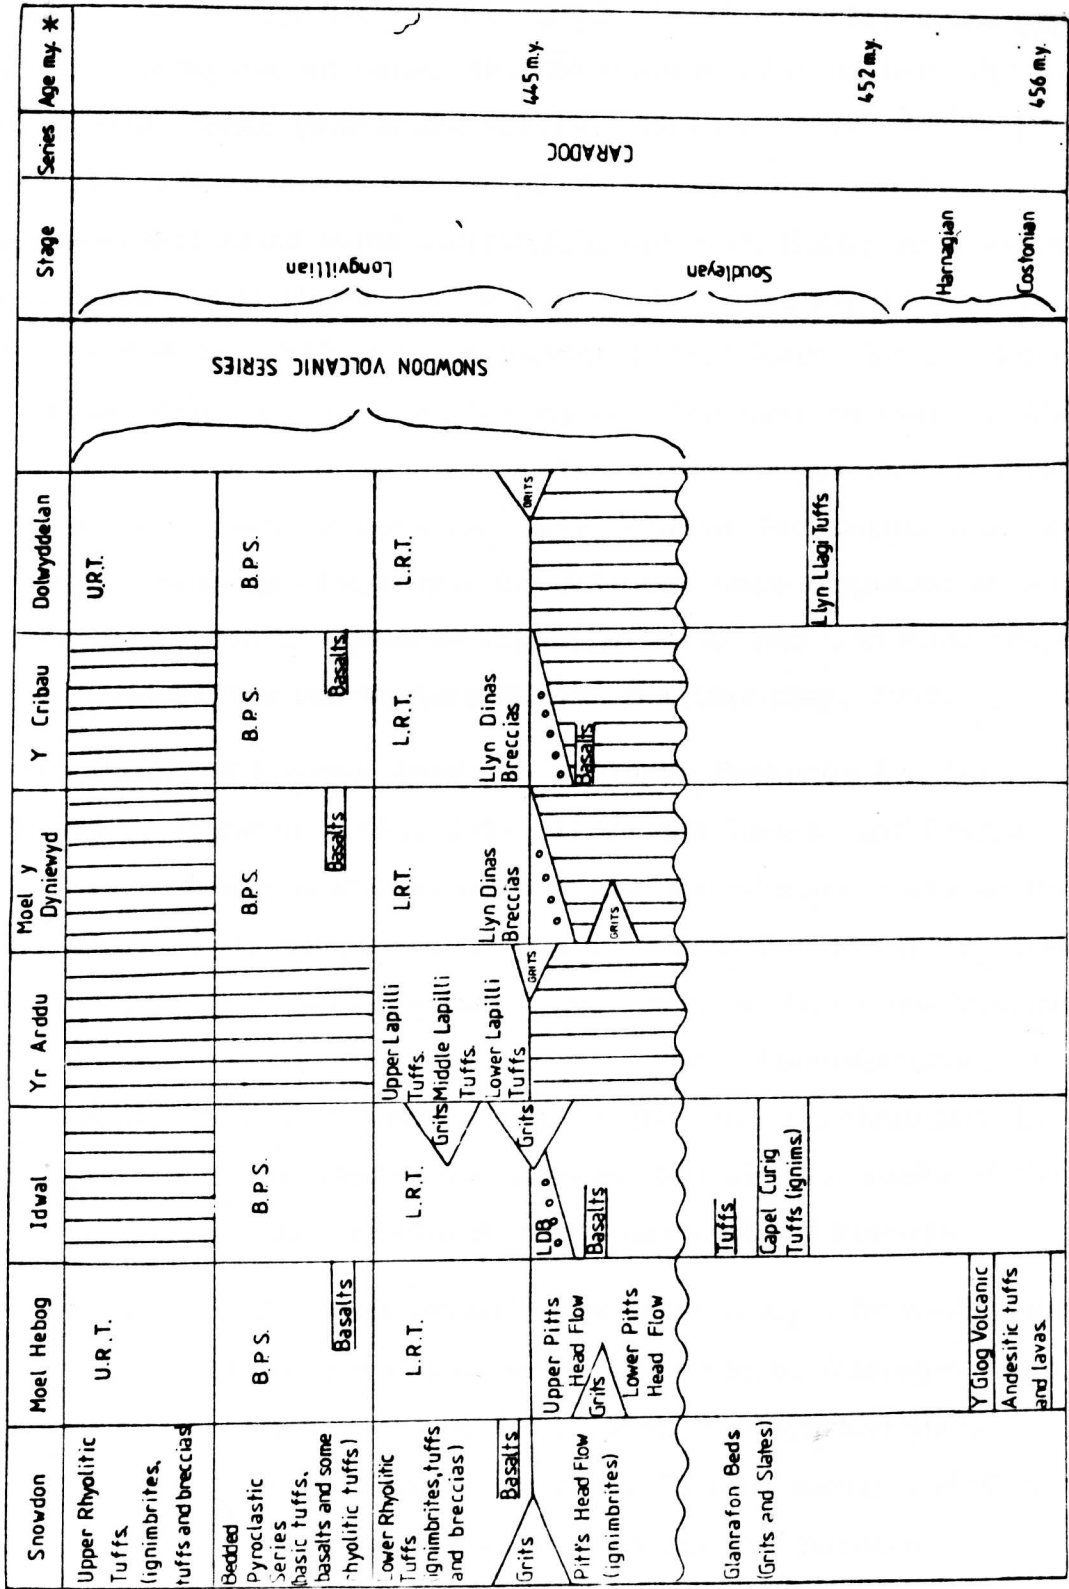 Snowdon
Moel Hebog
Idwal
Yr Arddu
Moel y
Dyniewyd
Y Cribau
Dolwyddelan
Stage
Series
Age m.y. *
Upper Rhyolitic
Tuffs.
(ignimbrites,
tuffs and breccias
U.R.T.
U.R.T.
Bedded
Pyroclastic
Series
(basic tuffs,
basalts and some
rhyolitic tuffs)
B.P.S.
Basalts
B.P.S.
B.P.S.
Basalts
B.P.S.
Basalts
B.P.S.
Lower Rhyolitic
Tuffs
(ignimbrites, tuffs
and breccias)
Basalts
L.R.T.
L.R.T.
Grits
Grits
Upper Lapilli
Tuffs.
Middle Lapilli
Tuffs.
Lower Lapilli
Tuffs
GRITS
L.R.T.
Llyn Dinas
Breccias
L.R.T.
Llyn Dinas
Breccias
L.R.T.
GRITS
Grits
Pitt's Head Flow
(ignimbrites)
Upper Pitts
Head Flow
Grits
Lower Pitts
Head Flow
LDB
Basalts
GRITS
Basalts
Glanrafon Beds
(Grits and Slates)
Y Glog Volcanic
Andesitic tuffs
and lavas.
Tuffs
Capel Curig
Tuffs (ignims)
Llyn Llagi Tuffs
SNOWDON VOLCANIC SERIES
Longvillian
Soudleyan
Harnagian
Costonian
CARADOC
445 m.y.
452 m.y.
456 m.y.